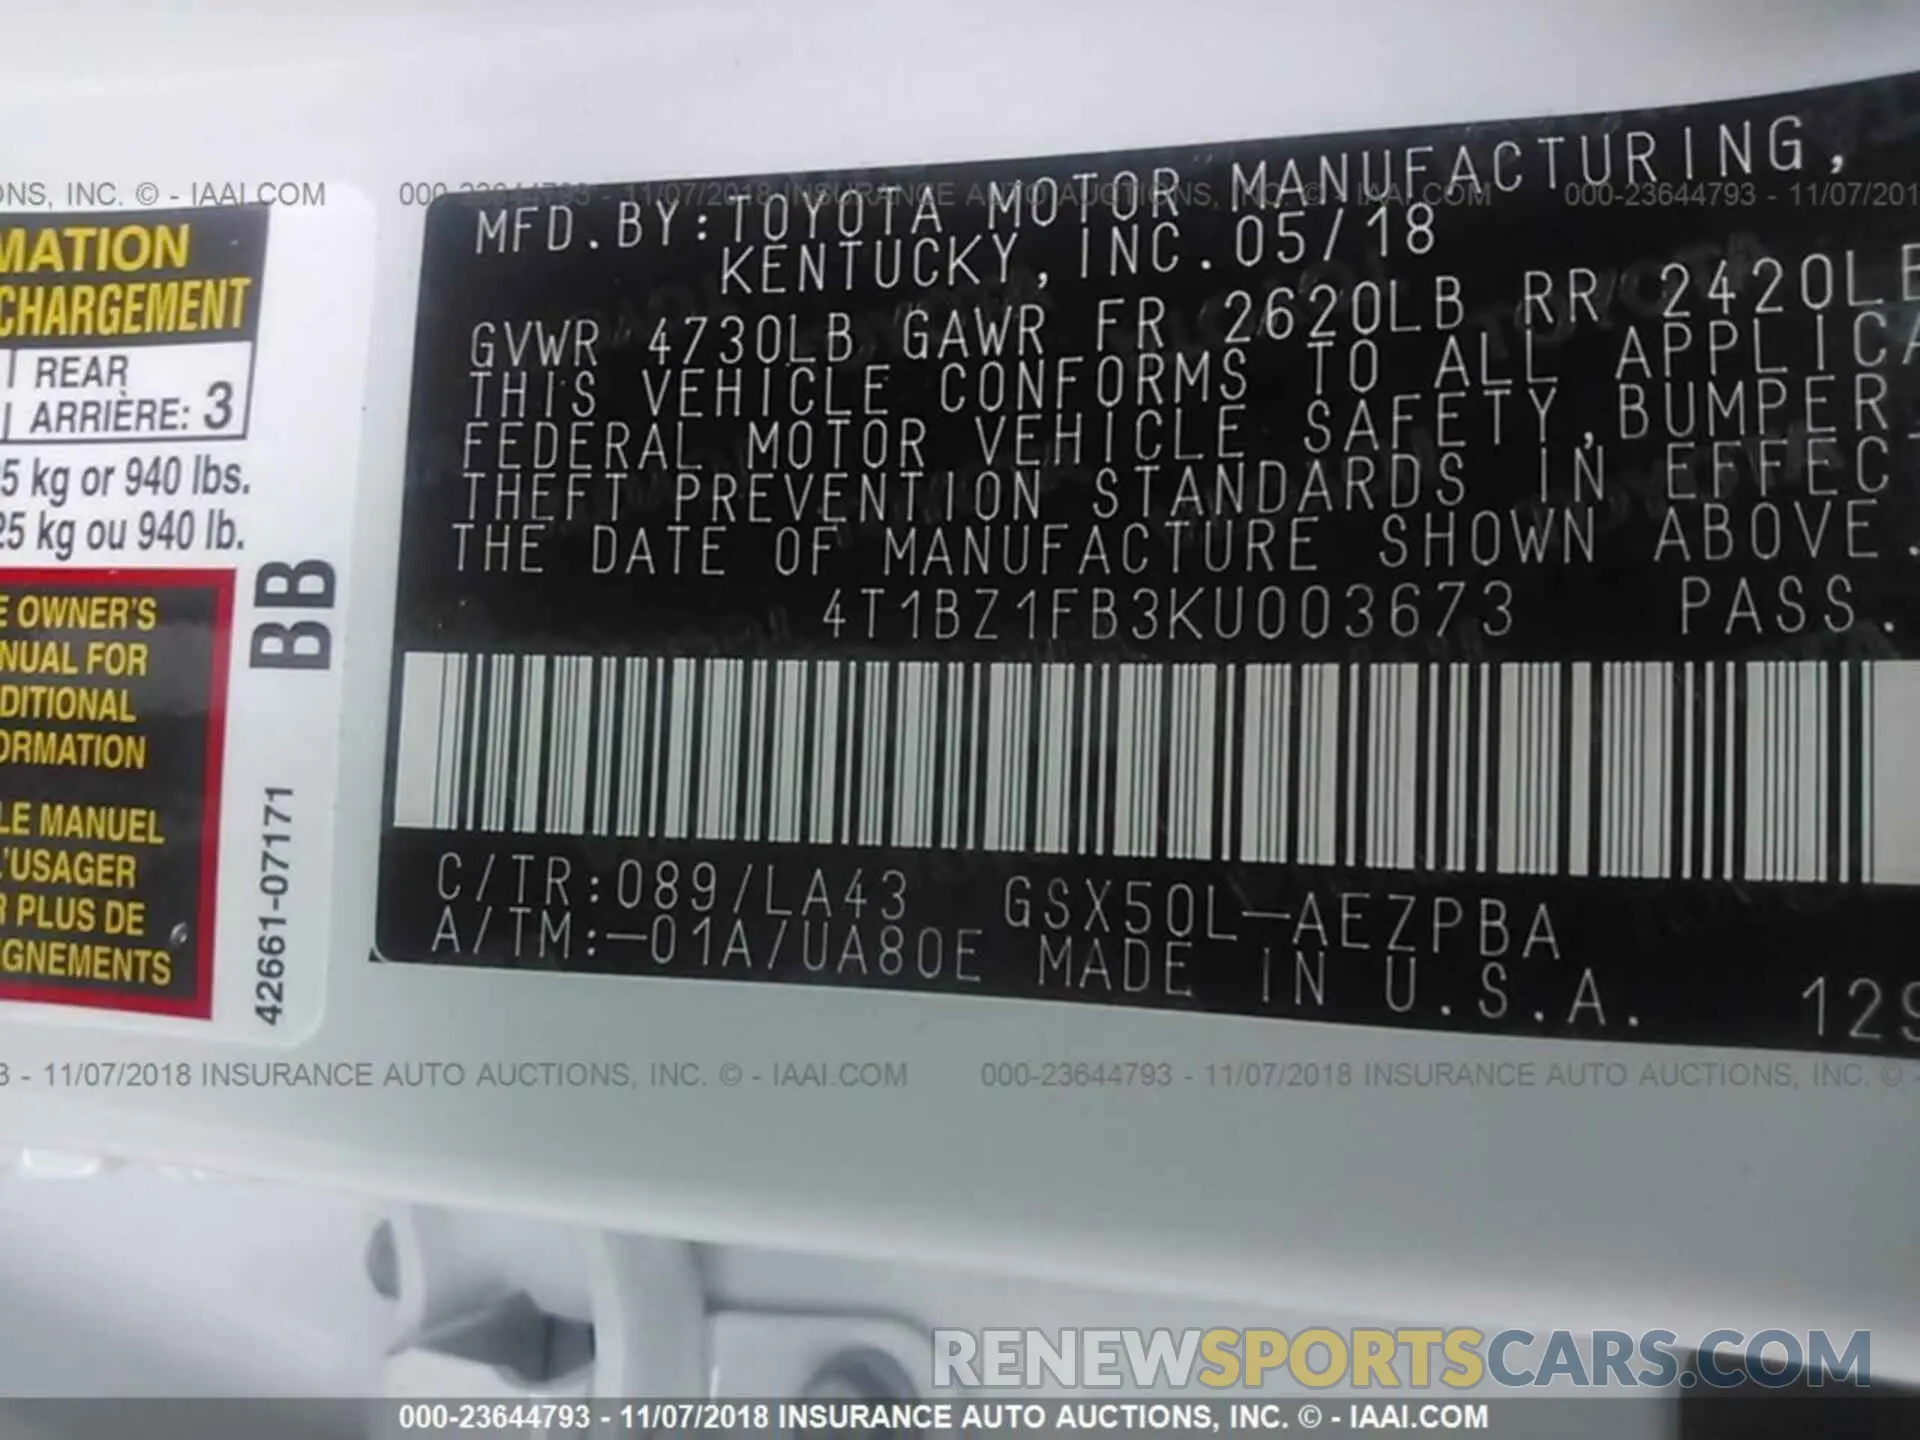 NS, INC. © - IAAI.COM 000-23644793 - 11/07/2018 INSURANCE AUTO AUCTIONS, INC. © - IAAI.COM 000-23644793 - 11/07/201
MATION
CHARGEMENT
REAR
ARRIÈRE: 3
5 kg or 940 lbs.
25 kg ou 940 lb.
E OWNER'S
NUAL FOR
DITIONAL
ORMATION
LE MANUEL
L'USAGER
R PLUS DE
GNEMENTS
BB
42661-07171
MFD.BY:TOYOTA MOTOR MANUFACTURING,
KENTUCKY, INC.05/18
GVWR 4730LB GAWR FR 2620LB RR 2420LB
THIS VEHICLE CONFORMS TO ALL APPLICA
FEDERAL MOTOR VEHICLE SAFETY,BUMPER
THEFT PREVENTION STANDARDS IN EFFECT
THE DATE OF MANUFACTURE SHOWN ABOVE.
4T1BZ1FB3KU003673 PASS.
C/TR:089/LA43 GSX50L-AEZPBA
A/TM:-01A/UA80E MADE IN U.S.A. 129
3 - 11/07/2018 INSURANCE AUTO AUCTIONS, INC. © - IAAI.COM 000-23644793 - 11/07/2018 INSURANCE AUTO AUCTIONS, INC. ©
RENEWSPORTSCARS.COM
000-23644793 - 11/07/2018 INSURANCE AUTO AUCTIONS, INC. © - IAAI.COM